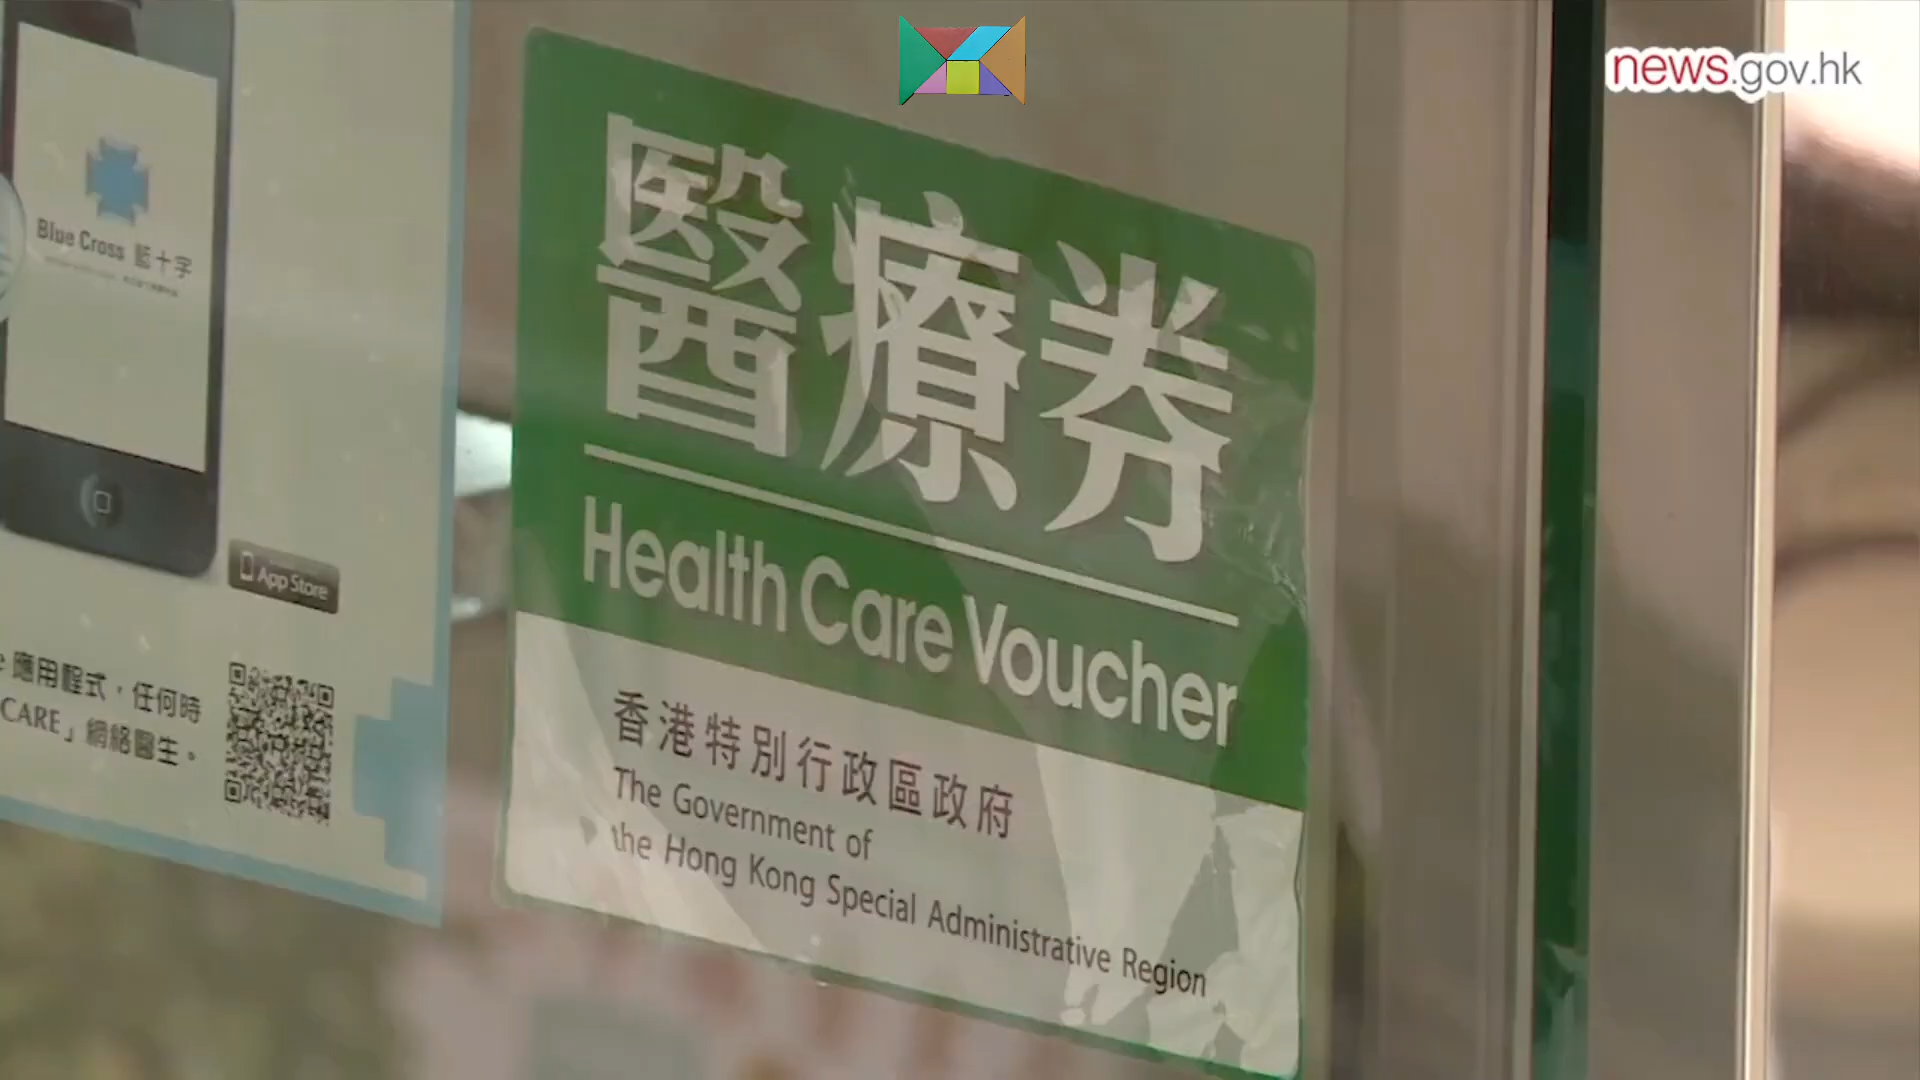 news.gov.hk
醫療券
Health Care Voucher
香港特別行政區政府
The Government of
the Hong Kong Special Administrative Region
Blue Cross 藍十字
App Store
應用程式，任何時
CARE」網絡醫生。